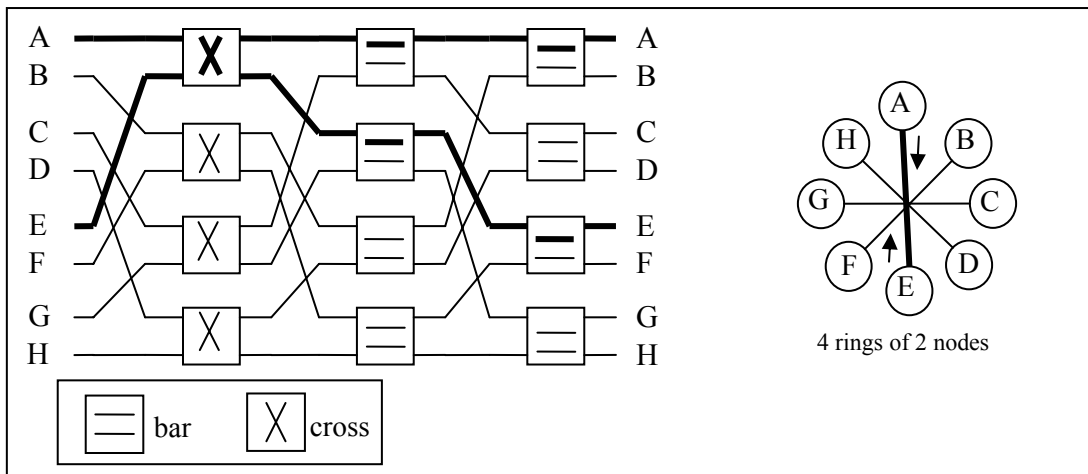 A A
B B
C C
D D
E E
F F
G G
H H
bar cross
A
H B
G C
F D
E
4 rings of 2 nodes